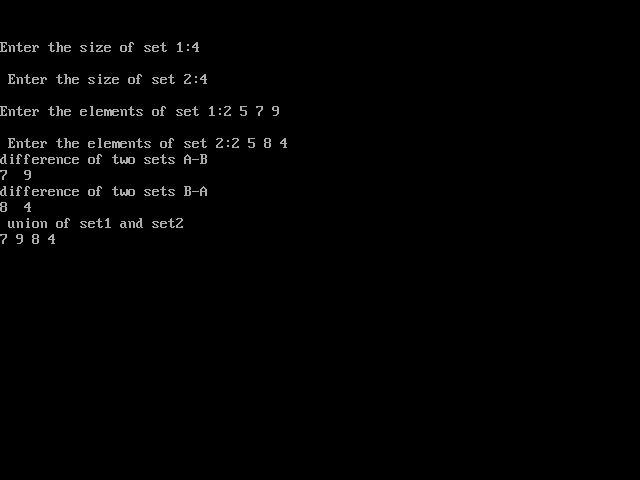 Enter the size of set 1:4
Enter the size of set 2:4
Enter the elements of set 1:2 5 7 9
Enter the elements of set 2:2 5 8 4
difference of two sets A-B
7  9
difference of two sets B-A
8  4
union of set1 and set2
7 9 8 4